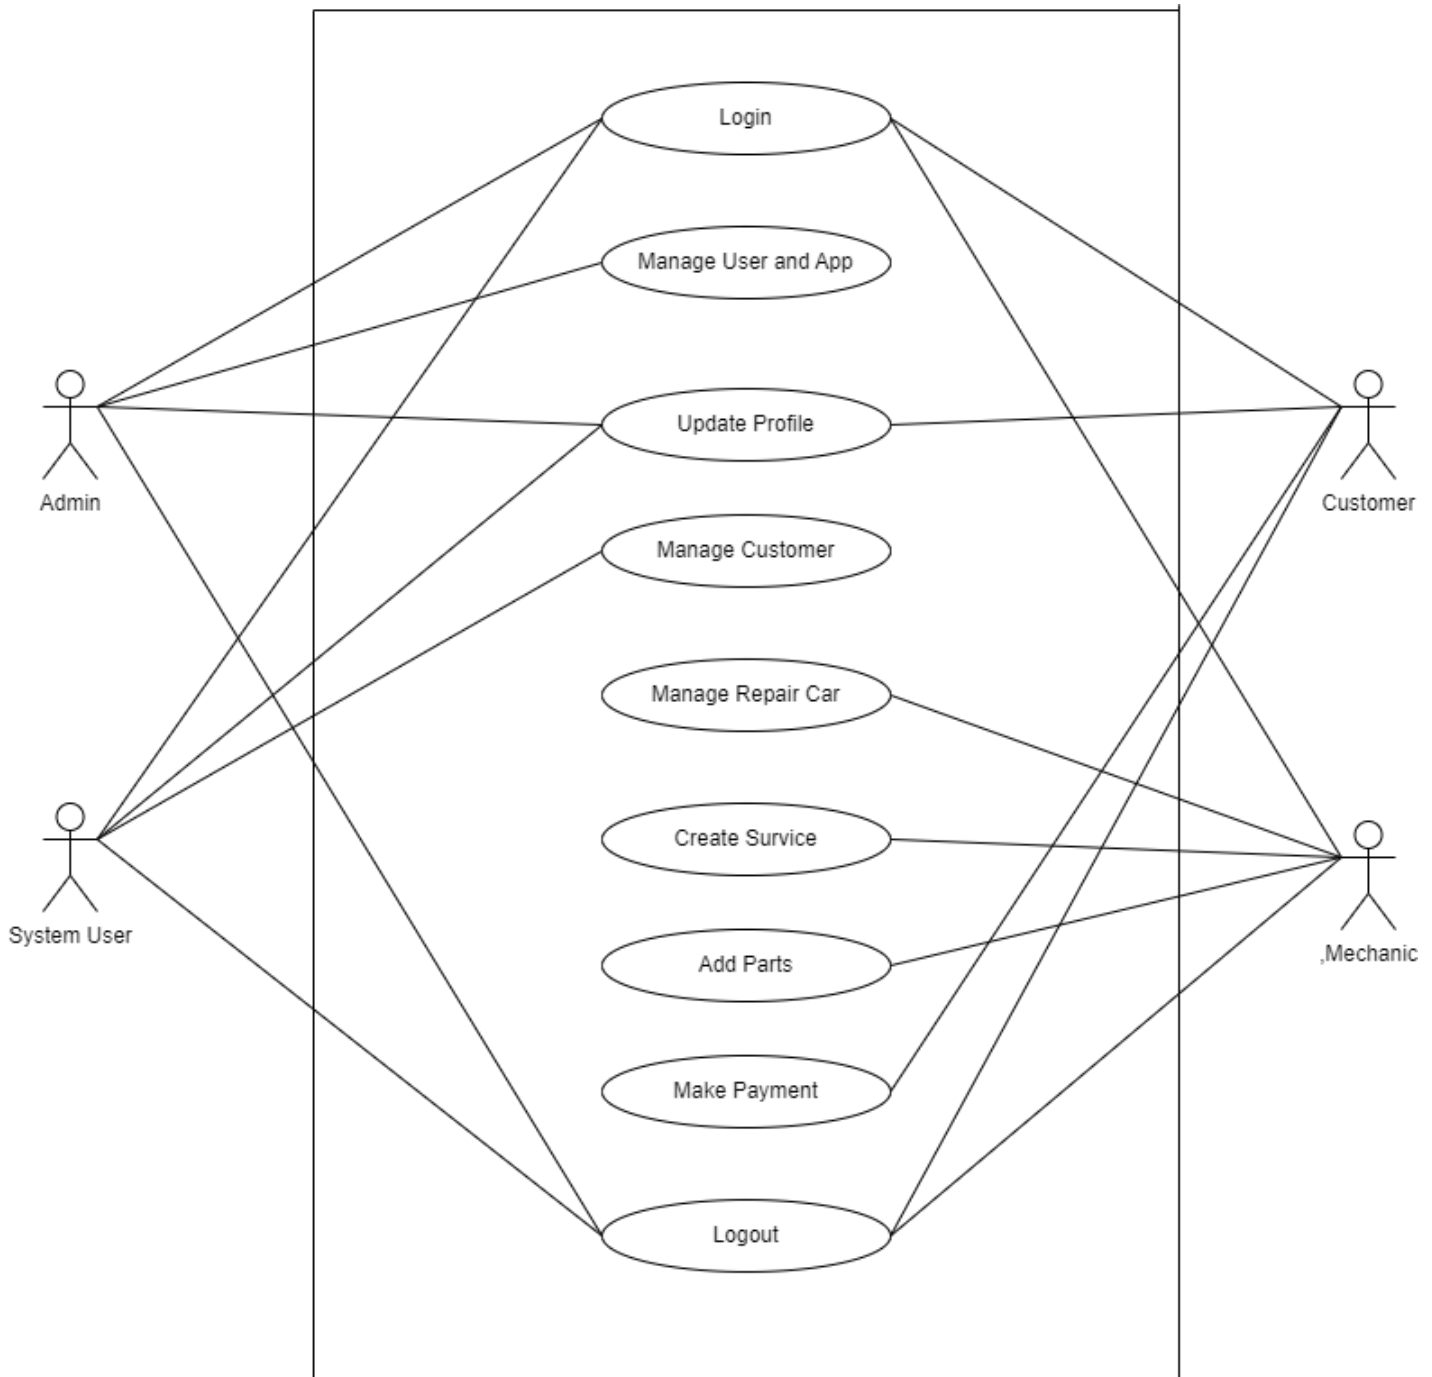 Login
Manage User and App
Update Profile
Admin
Customer
Manage Customer
Manage Repair Car
Create Survice
System User
,Mechanic
Add Parts
Make Payment
Logout